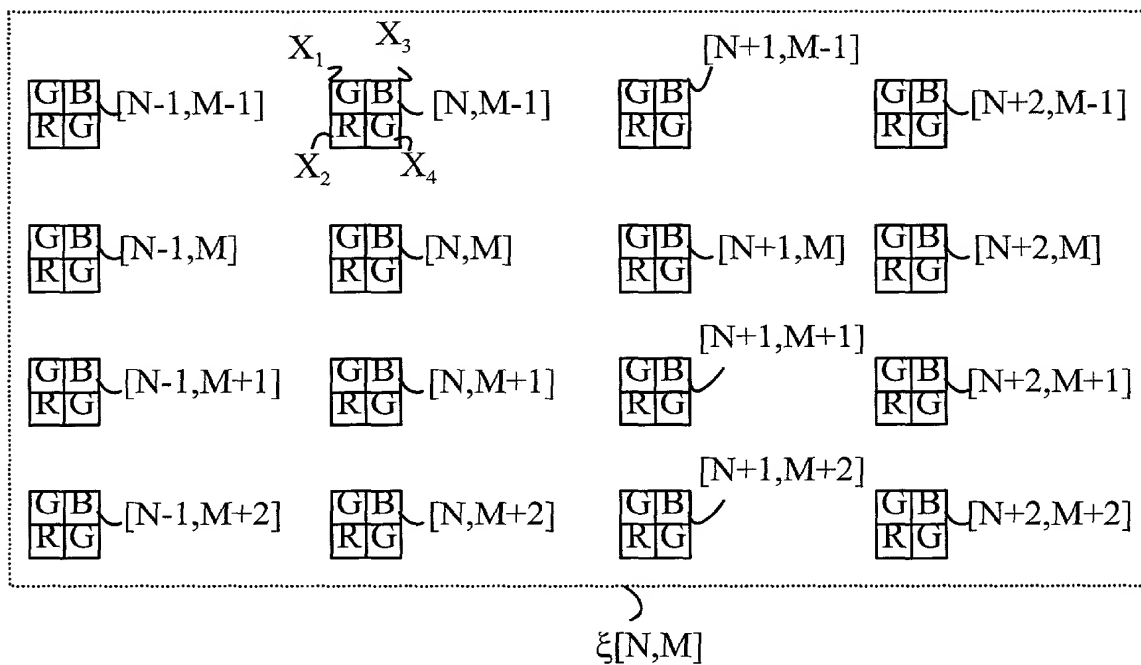 X₁ X₃ [N+1,M-1]
G B [N-1,M-1] G B [N,M-1] G B G B [N+2,M-1]
R G R G R G R G
X₂ X₄
G B [N-1,M] G B [N,M] G B [N+1,M] G B [N+2,M]
R G R G R G R G
[N+1,M+1]
G B [N-1,M+1] G B [N,M+1] G B G B [N+2,M+1]
R G R G R G R G
[N+1,M+2]
G B [N-1,M+2] G B [N,M+2] G B G B [N+2,M+2]
R G R G R G R G
ξ[N,M]